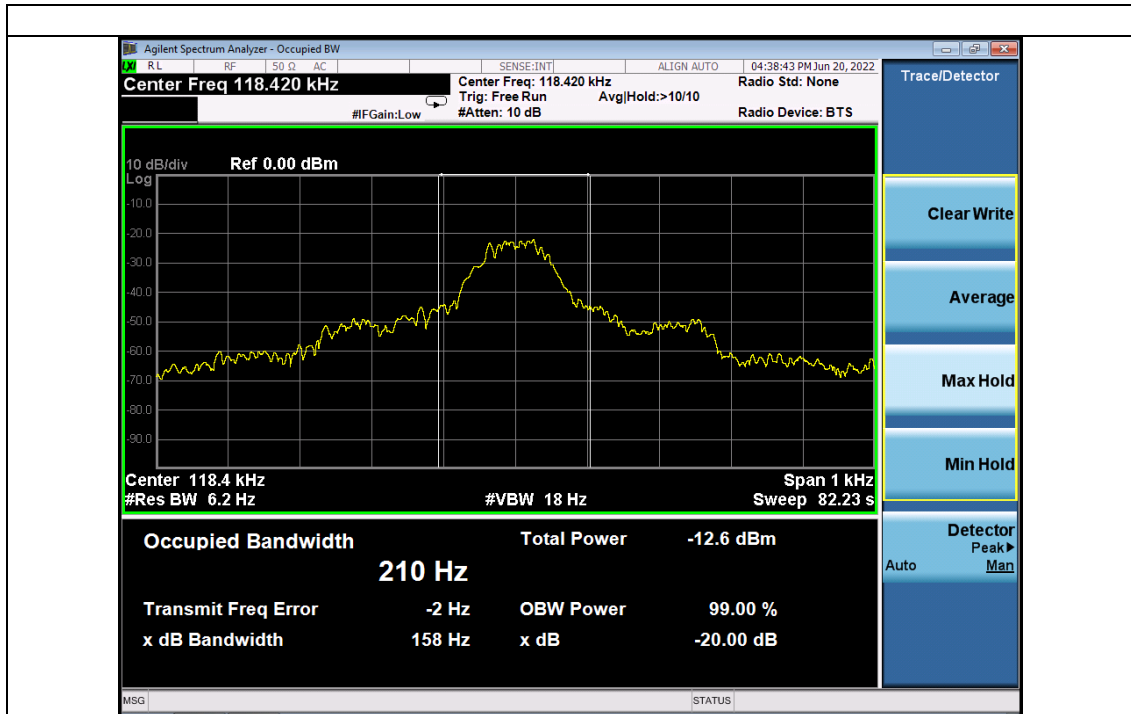 Agilent Spectrum Analyzer - Occupied BW
LXI RL RF 50 Ω AC SENSE:INT ALIGN AUTO 04:38:43 PM Jun 20, 2022
Center Freq 118.420 kHz
Center Freq: 118.420 kHz Radio Std: None
Trig: Free Run Avg|Hold:>10/10
#IFGain:Low #Atten: 10 dB Radio Device: BTS
Trace/Detector
10 dB/div Ref 0.00 dBm
Log
-10.0
-20.0
-30.0
-40.0
-50.0
-60.0
-70.0
-80.0
-90.0
Center 118.4 kHz Span 1 kHz
#Res BW 6.2 Hz #VBW 18 Hz Sweep 82.23 s
Clear Write
Average
Max Hold
Min Hold
Detector
Peak▶
Auto Man
Occupied Bandwidth Total Power -12.6 dBm
210 Hz
Transmit Freq Error -2 Hz OBW Power 99.00 %
x dB Bandwidth 158 Hz x dB -20.00 dB
MSG STATUS